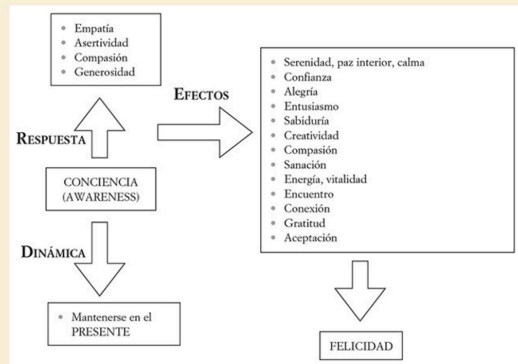 Empatía
Asertividad
Compasión
Generosidad
EFECTOS
Serenidad, paz interior, calma
Confianza
Alegría
Entusiasmo
Sabiduría
Creatividad
Compasión
Sanación
Energía, vitalidad
Encuentro
Conexión
Gratitud
Aceptación
RESPUESTA
CONCIENCIA
(AWARENESS)
DINÁMICA
Mantenerse en el
PRESENTE
FELICIDAD